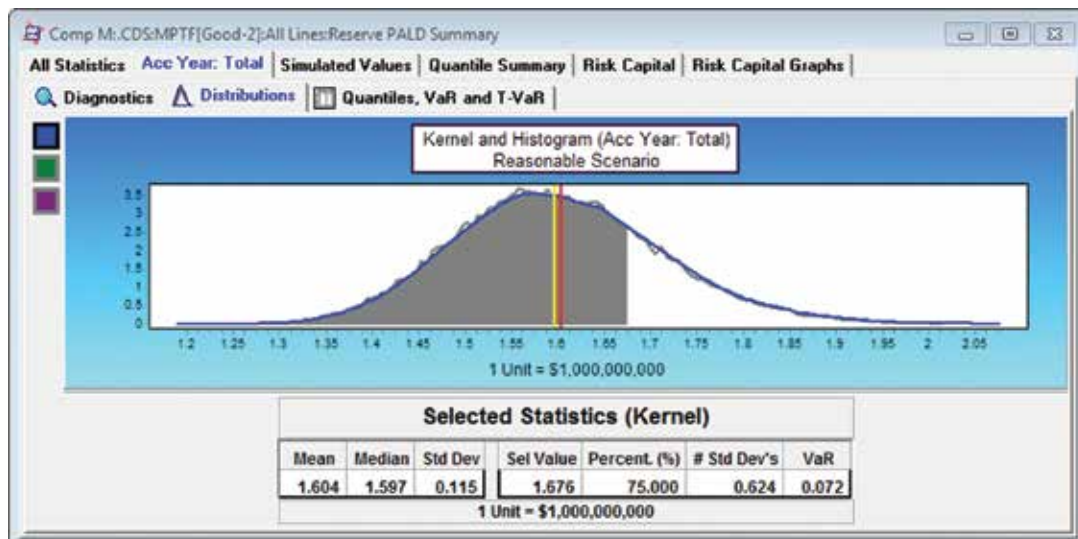 Comp M:.CDS:MPTF[Good-2]:All Lines:Reserve PALD Summary
All Statistics Acc Year: Total Simulated Values Quantile Summary Risk Capital Risk Capital Graphs
Diagnostics Distributions Quantiles, VaR and T-VaR
Kernel and Histogram (Acc Year: Total)
Reasonable Scenario
3.5
3
2.5
2
1.5
1
0.5
0
1.2 1.25 1.3 1.35 1.4 1.45 1.5 1.55 1.6 1.65 1.7 1.75 1.8 1.85 1.9 1.95 2 2.05
1 Unit = $1,000,000,000
Selected Statistics (Kernel)
Mean Median Std Dev Sel Value Percent. (%) # Std Dev's VaR
1.604 1.597 0.115 1.676 75.000 0.624 0.072
1 Unit = $1,000,000,000